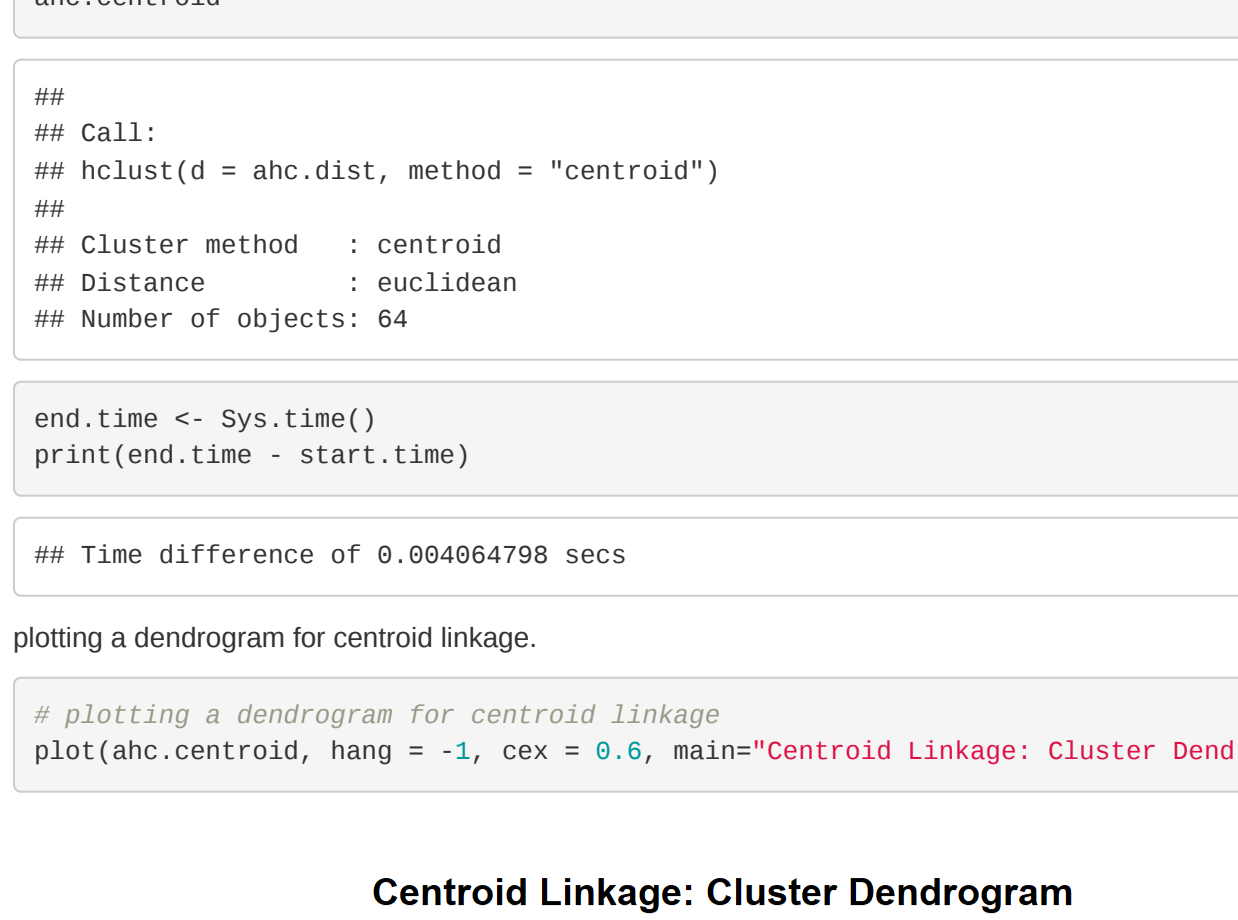 ahc.centroid
##
## Call:
## hclust(d = ahc.dist, method = "centroid")
##
## Cluster method   : centroid
## Distance         : euclidean
## Number of objects: 64
end.time <- Sys.time()
print(end.time - start.time)
## Time difference of 0.004064798 secs
plotting a dendrogram for centroid linkage.
# plotting a dendrogram for centroid linkage
plot(ahc.centroid, hang = -1, cex = 0.6, main="Centroid Linkage: Cluster Dend
Centroid Linkage: Cluster Dendrogram